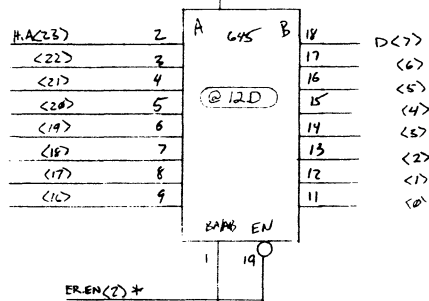 A 645 B
H.A<23> 2 18 D<7>
<22> 3 17 <6>
<21> 4 16 <5>
<20> 5 @ 12D 15 <4>
<19> 6 14 <3>
<18> 7 13 <2>
<17> 8 12 <1>
<16> 9 11 <0>
BA/AB EN
1 19
ER.EN<2> *